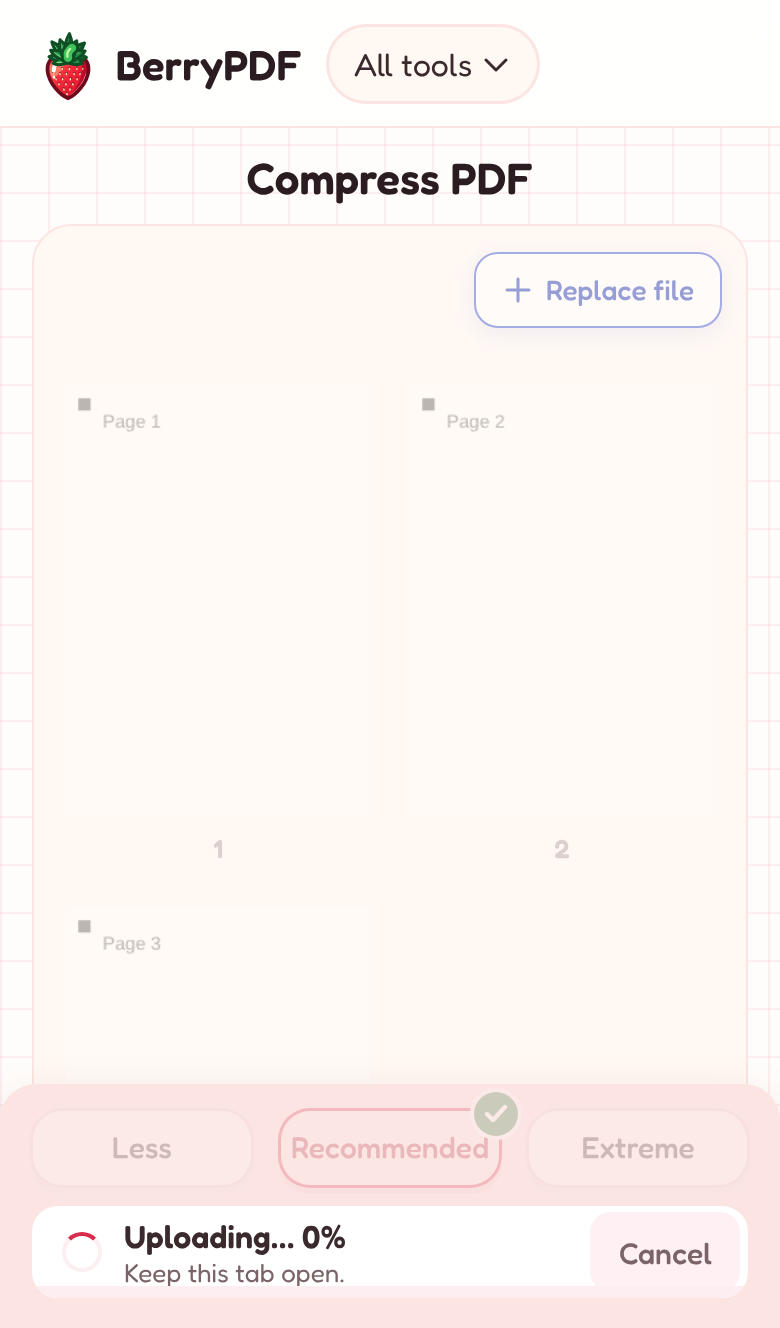 BerryPDF
All tools
Compress PDF
Replace file
Page 1
Page 2
1
2
Page 3
Less
Recommended
Extreme
Uploading... 0%
Keep this tab open.
Cancel